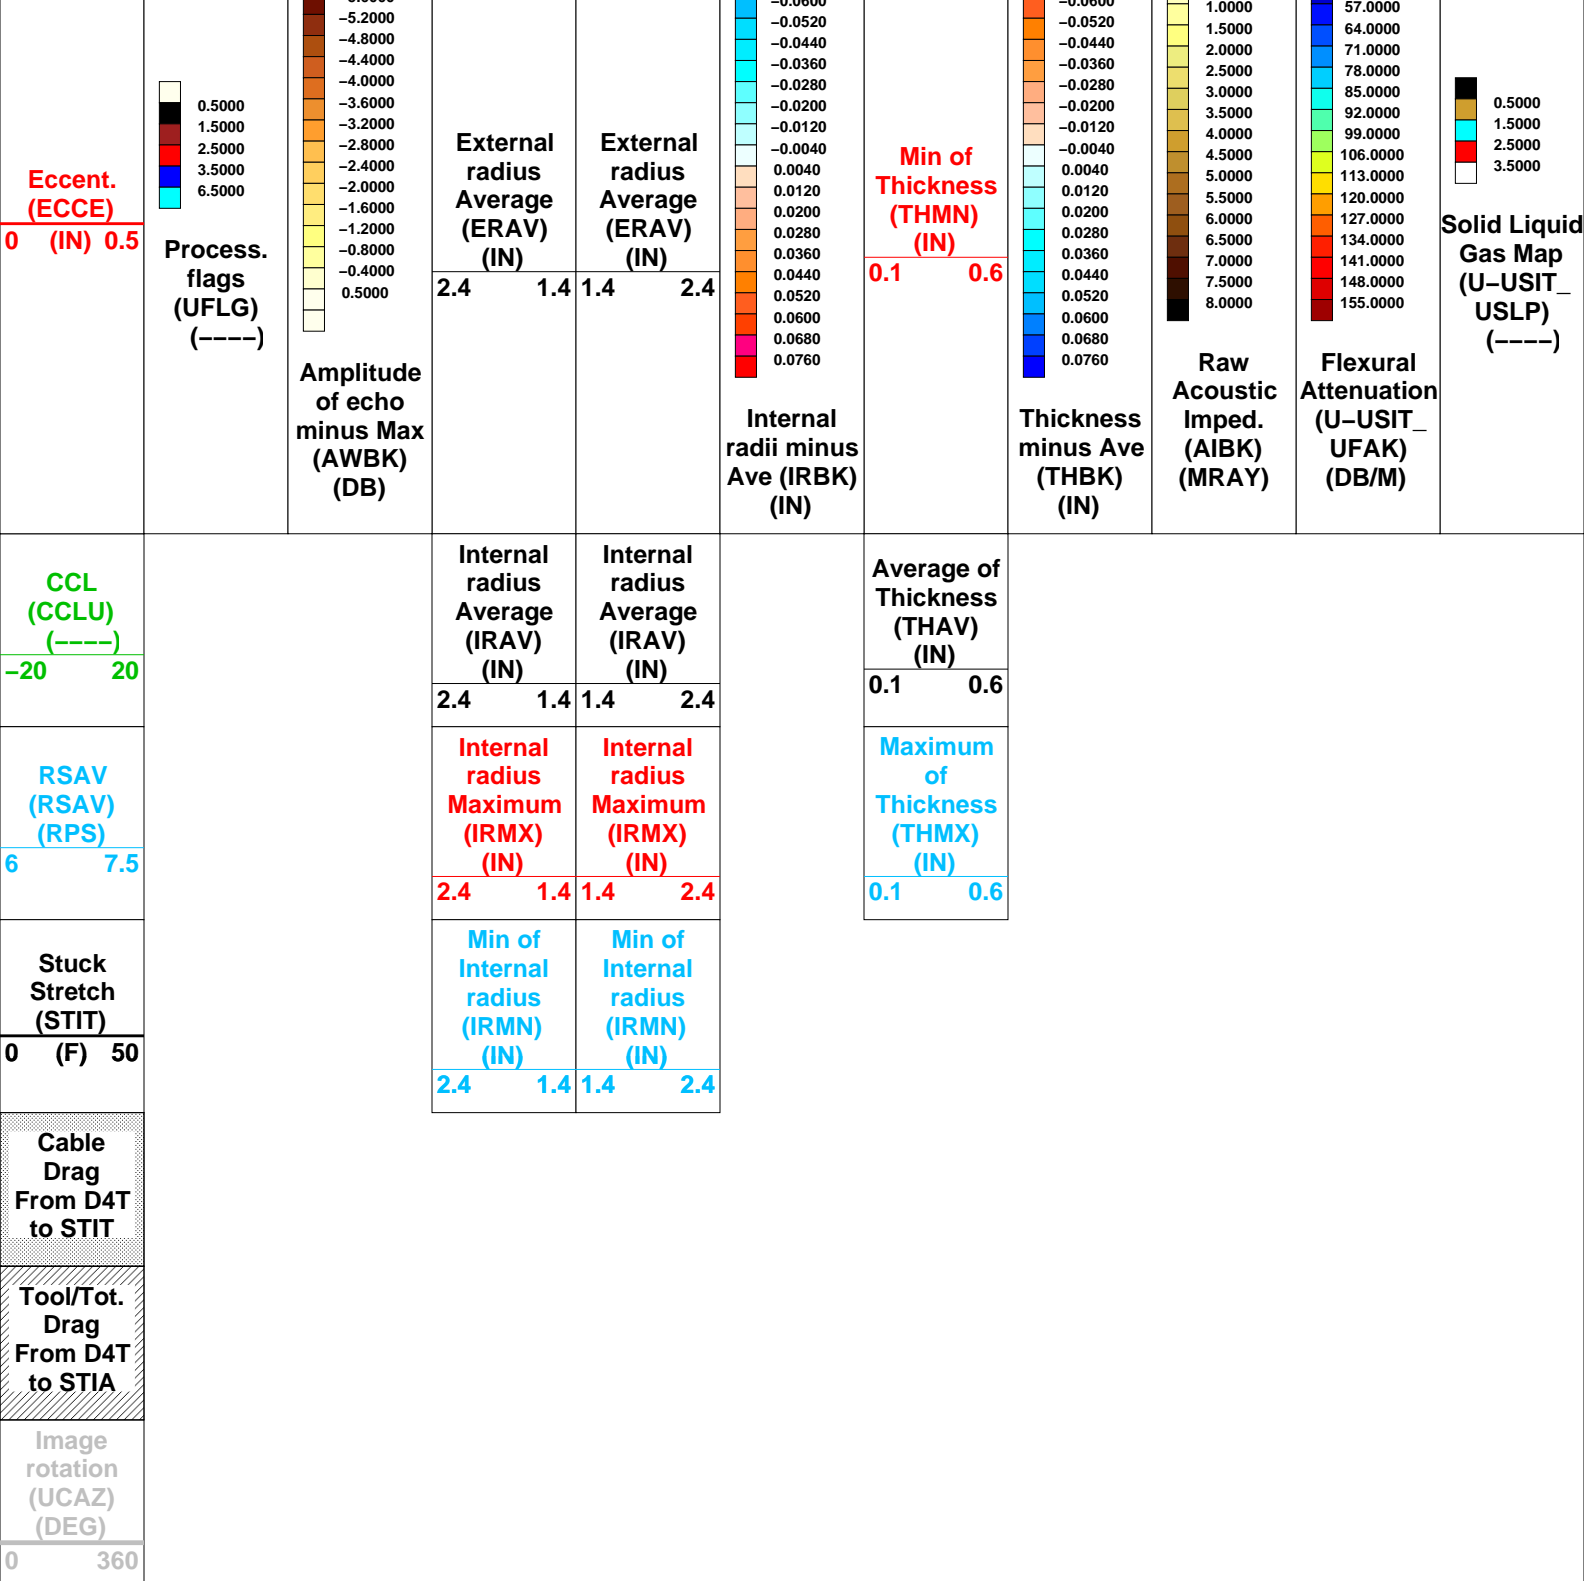 Eccent.
(ECCE)
0 (IN) 0.5
0.5000
1.5000
2.5000
3.5000
6.5000
Process.
flags
(UFLG)
(−−−−)
−5.2000
−4.8000
−4.4000
−4.0000
−3.6000
−3.2000
−2.8000
−2.4000
−2.0000
−1.6000
−1.2000
−0.8000
−0.4000
0.5000
Amplitude
of echo
minus Max
(AWBK)
(DB)
External
radius
Average
(ERAV)
(IN)
2.4 1.4
External
radius
Average
(ERAV)
(IN)
1.4 2.4
−0.0600
−0.0520
−0.0440
−0.0360
−0.0280
−0.0200
−0.0120
−0.0040
0.0040
0.0120
0.0200
0.0280
0.0360
0.0440
0.0520
0.0600
0.0680
0.0760
Internal
radii minus
Ave (IRBK)
(IN)
Min of
Thickness
(THMN)
(IN)
0.1 0.6
−0.0600
−0.0520
−0.0440
−0.0360
−0.0280
−0.0200
−0.0120
−0.0040
0.0040
0.0120
0.0200
0.0280
0.0360
0.0440
0.0520
0.0600
0.0680
0.0760
Thickness
minus Ave
(THBK)
(IN)
1.0000
1.5000
2.0000
2.5000
3.0000
3.5000
4.0000
4.5000
5.0000
5.5000
6.0000
6.5000
7.0000
7.5000
8.0000
Raw
Acoustic
Imped.
(AIBK)
(MRAY)
57.0000
64.0000
71.0000
78.0000
85.0000
92.0000
99.0000
106.0000
113.0000
120.0000
127.0000
134.0000
141.0000
148.0000
155.0000
Flexural
Attenuation
(U−USIT_
UFAK)
(DB/M)
0.5000
1.5000
2.5000
3.5000
Solid Liquid
Gas Map
(U−USIT_
USLP)
(−−−−)
CCL
(CCLU)
(−−−−)
−20 20
Internal
radius
Average
(IRAV)
(IN)
2.4 1.4
Internal
radius
Average
(IRAV)
(IN)
1.4 2.4
Average of
Thickness
(THAV)
(IN)
0.1 0.6
RSAV
(RSAV)
(RPS)
6 7.5
Internal
radius
Maximum
(IRMX)
(IN)
2.4 1.4
Internal
radius
Maximum
(IRMX)
(IN)
1.4 2.4
Maximum
of
Thickness
(THMX)
(IN)
0.1 0.6
Stuck
Stretch
(STIT)
0 (F) 50
Min of
Internal
radius
(IRMN)
(IN)
2.4 1.4
Min of
Internal
radius
(IRMN)
(IN)
1.4 2.4
Cable
Drag
From D4T
to STIT
Tool/Tot.
Drag
From D4T
to STIA
Image
rotation
(UCAZ)
(DEG)
0 360